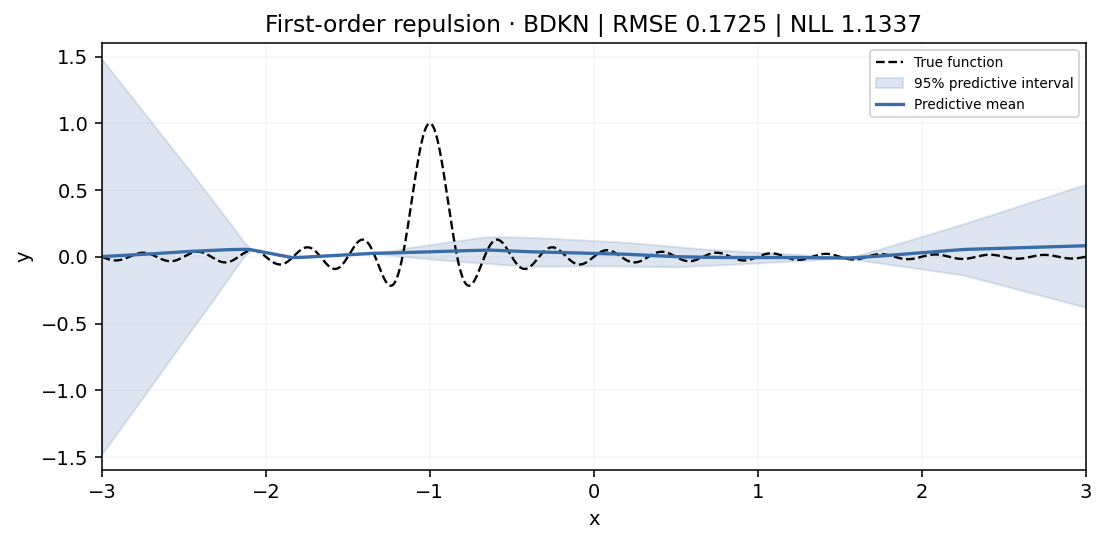 First-order repulsion · BDKN | RMSE 0.1725 | NLL 1.1337
True function
95% predictive interval
Predictive mean
1.5
1.0
0.5
0.0
−0.5
−1.0
−1.5
y
−3
−2
−1
0
1
2
3
x